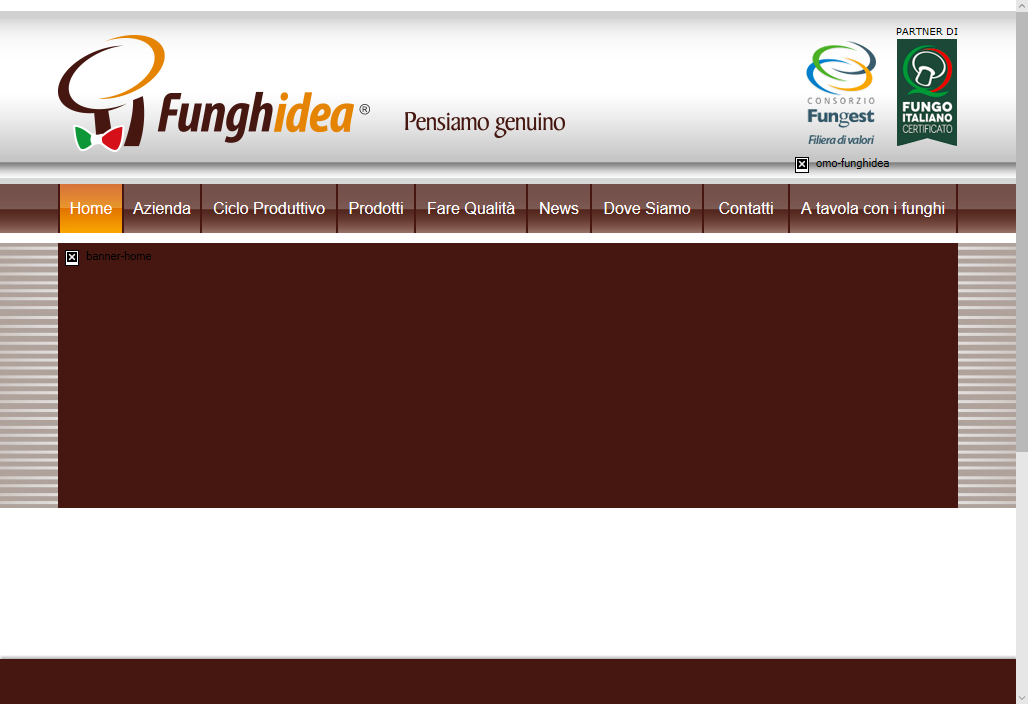 PARTNER DI
Funghidea ®
Pensiamo genuino
CONSORZIO
Fungest
Filiera di valori
FUNGO
ITALIANO
CERTIFICATO
omo-funghidea
Home Azienda Ciclo Produttivo Prodotti Fare Qualità News Dove Siamo Contatti A tavola con i funghi
banner-home